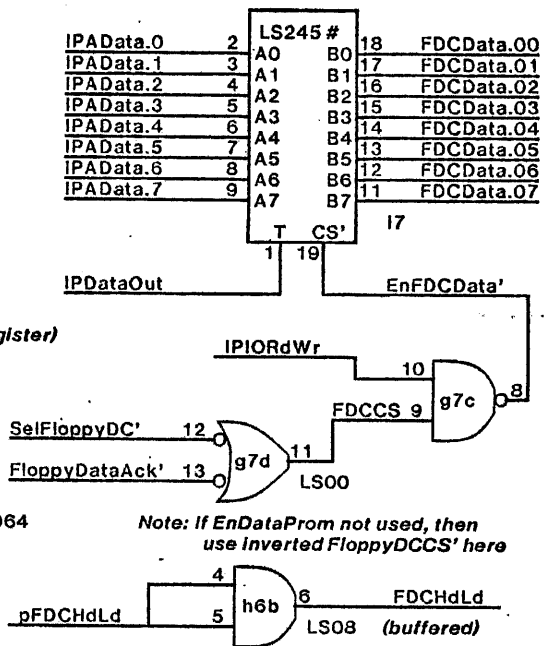 LS245 #
IPAData.0 2 A0 B0 18 FDCData.00
IPAData.1 3 A1 B1 17 FDCData.01
IPAData.2 4 A2 B2 16 FDCData.02
IPAData.3 5 A3 B3 15 FDCData.03
IPAData.4 6 A4 B4 14 FDCData.04
IPAData.5 7 A5 B5 13 FDCData.05
IPAData.6 8 A6 B6 12 FDCData.06
IPAData.7 9 A7 B7 11 FDCData.07
I7
T CS'
1 19
IPDataOut EnFDCData'
gister)
IPIORdWr
10
g7c 8
FDCCS 9
SelFloppyDC' 12
g7d 11
FloppyDataAck' 13
LS00
064
Note: If EnDataProm not used, then
use inverted FloppyDCCS' here
4
h6b 6 FDCHdLd
pFDCHdLd 5
LS08 (buffered)